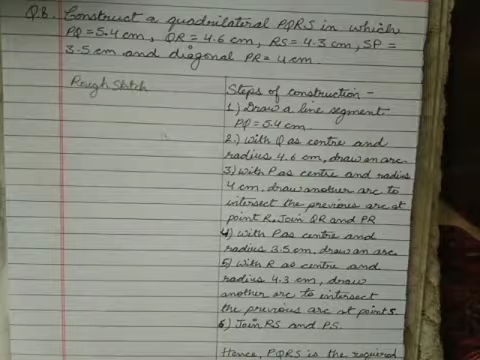 Q.8. Construct a quadrilateral PQRS in which
PQ = 5.4 cm, QR = 4.6 cm, RS = 4.3 cm, SP =
3.5 cm and diagonal PR = 4 cm
Rough Sketch
Steps of construction -
1) Draw a line segment
PQ = 5.4 cm.
2.) With Q as centre and
radius 4.6 cm, draw an arc.
3) With P as centre and radius
4 cm, draw another arc to
intersect the previous arc at
point R. Join QR and PR
4) With P as centre and
radius 3.5 cm, draw an arc.
5) With R as centre and
radius 4.3 cm, draw
another arc to intersect
the previous arc at point S.
6) Join RS and PS.
Hence, PQRS is the required